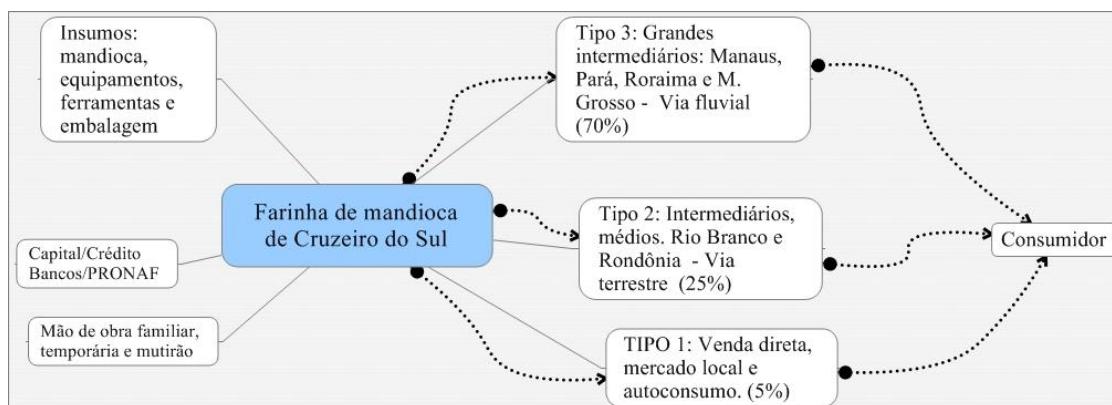 Insumos:
mandioca,
equipamentos,
ferramentas e
embalagem
Capital/Crédito
Bancos/PRONAF
Mão de obra familiar,
temporária e mutirão
Farinha de mandioca
de Cruzeiro do Sul
Tipo 3: Grandes
intermediários: Manaus,
Pará, Roraima e M.
Grosso - Via fluvial
(70%)
Tipo 2: Intermediários,
médios. Rio Branco e
Rondônia - Via
terrestre (25%)
TIPO 1: Venda direta,
mercado local e
autoconsumo. (5%)
Consumidor